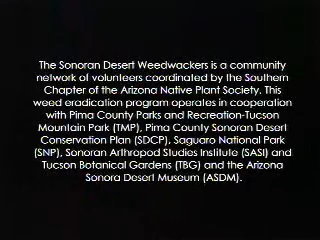 The Sonoran Desert Weedwackers is a community
network of volunteers coordinated by the Southern
Chapter of the Arizona Native Plant Society. This
weed eradication program operates in cooperation
with Pima County Parks and Recreation-Tucson
Mountain Park (TMP), Pima County Sonoran Desert
Conservation Plan (SDCP), Saguaro National Park
(SNP), Sonoran Arthropod Studies Institute (SASI) and
Tucson Botanical Gardens (TBG) and the Arizona
Sonora Desert Museum (ASDM).